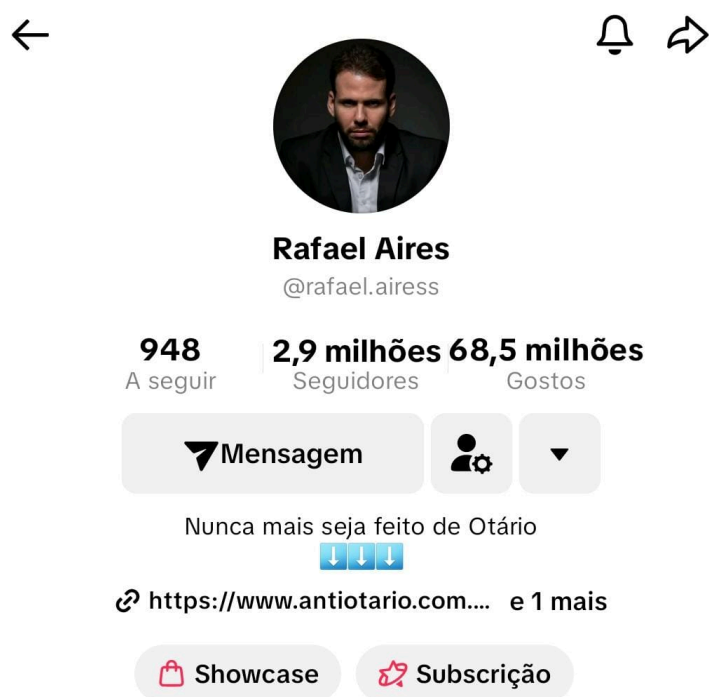 Rafael Aires
@rafael.airess
948 2,9 milhões 68,5 milhões
A seguir Seguidores Gostos
Mensagem
Nunca mais seja feito de Otário
https://www.antiotario.com.... e 1 mais
Showcase Subscrição